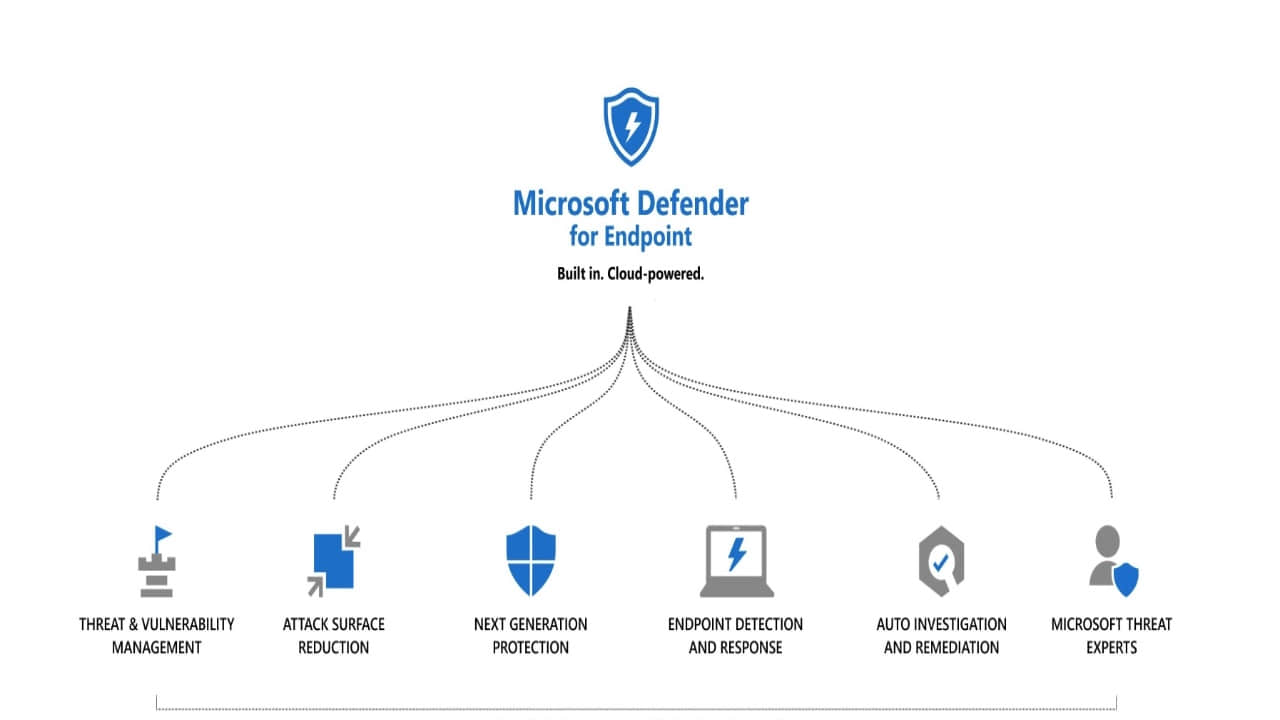 Microsoft Defender
for Endpoint
Built in. Cloud-powered.
THREAT & VULNERABILITY
MANAGEMENT
ATTACK SURFACE
REDUCTION
NEXT GENERATION
PROTECTION
ENDPOINT DETECTION
AND RESPONSE
AUTO INVESTIGATION
AND REMEDIATION
MICROSOFT THREAT
EXPERTS